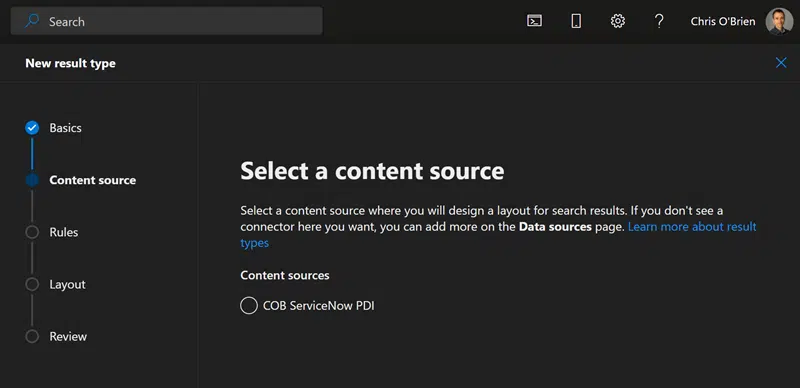 Search
Chris O'Brien
New result type
Basics
Content source
Rules
Layout
Review
Select a content source
Select a content source where you will design a layout for search results. If you don't see a
connector here you want, you can add more on the Data sources page. Learn more about result
types
Content sources
COB ServiceNow PDI